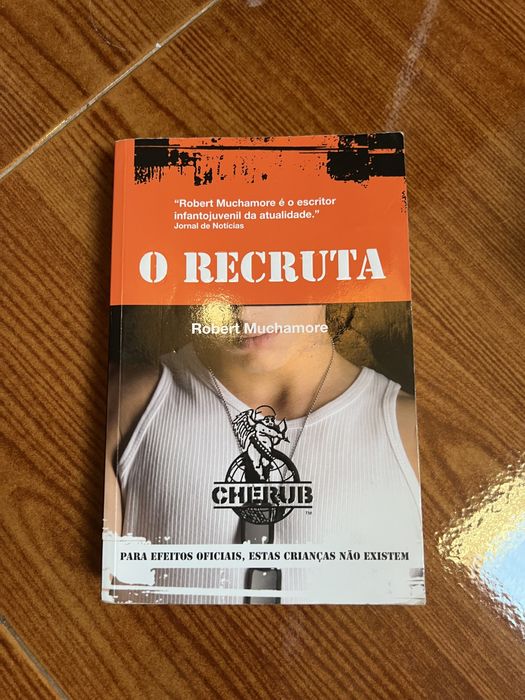 “Robert Muchamore é o escritor
infantojuvenil da atualidade.”
Jornal de Notícias
O RECRUTA
Robert Muchamore
CHERUB
TM
PARA EFEITOS OFICIAIS, ESTAS CRIANÇAS NÃO EXISTEM